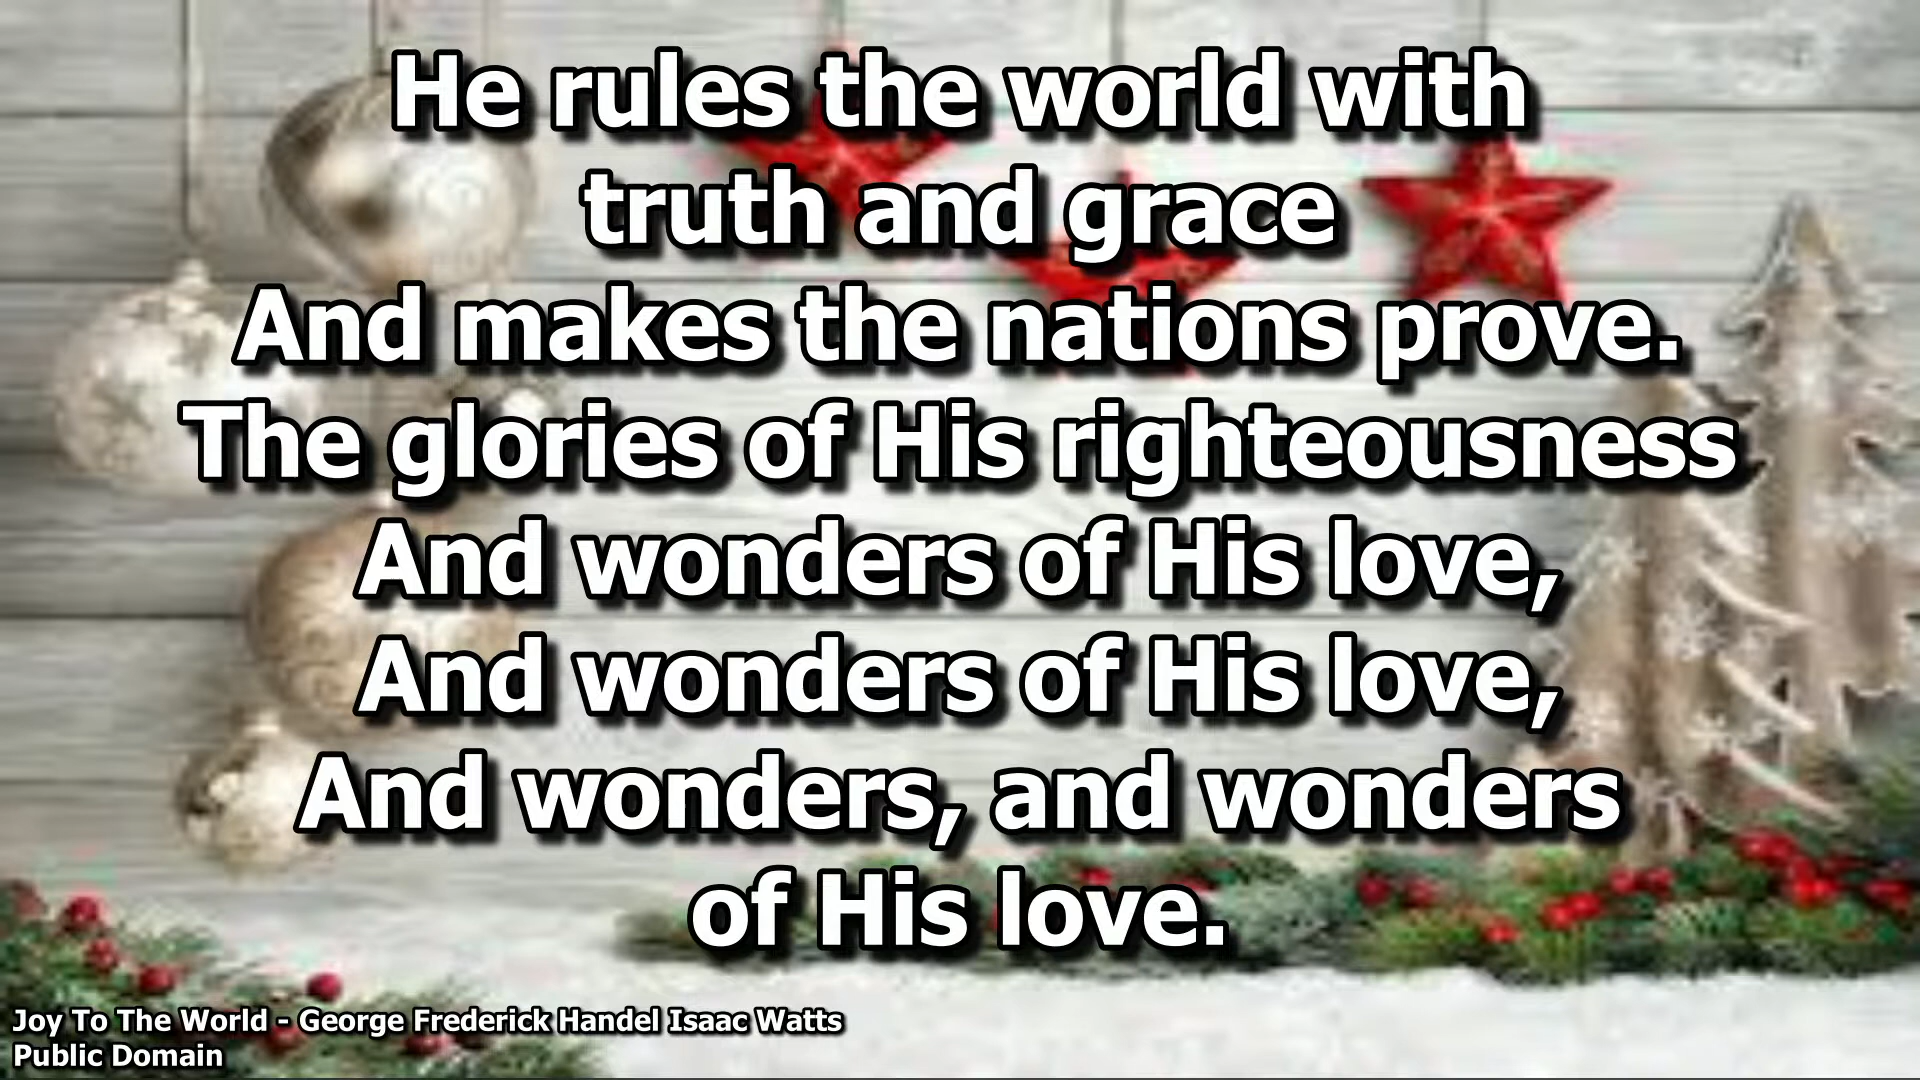 He rules the world with
truth and grace
And makes the nations prove.
The glories of His righteousness
And wonders of His love,
And wonders of His love,
And wonders, and wonders
of His love.
Joy To The World - George Frederick Handel Isaac Watts
Public Domain